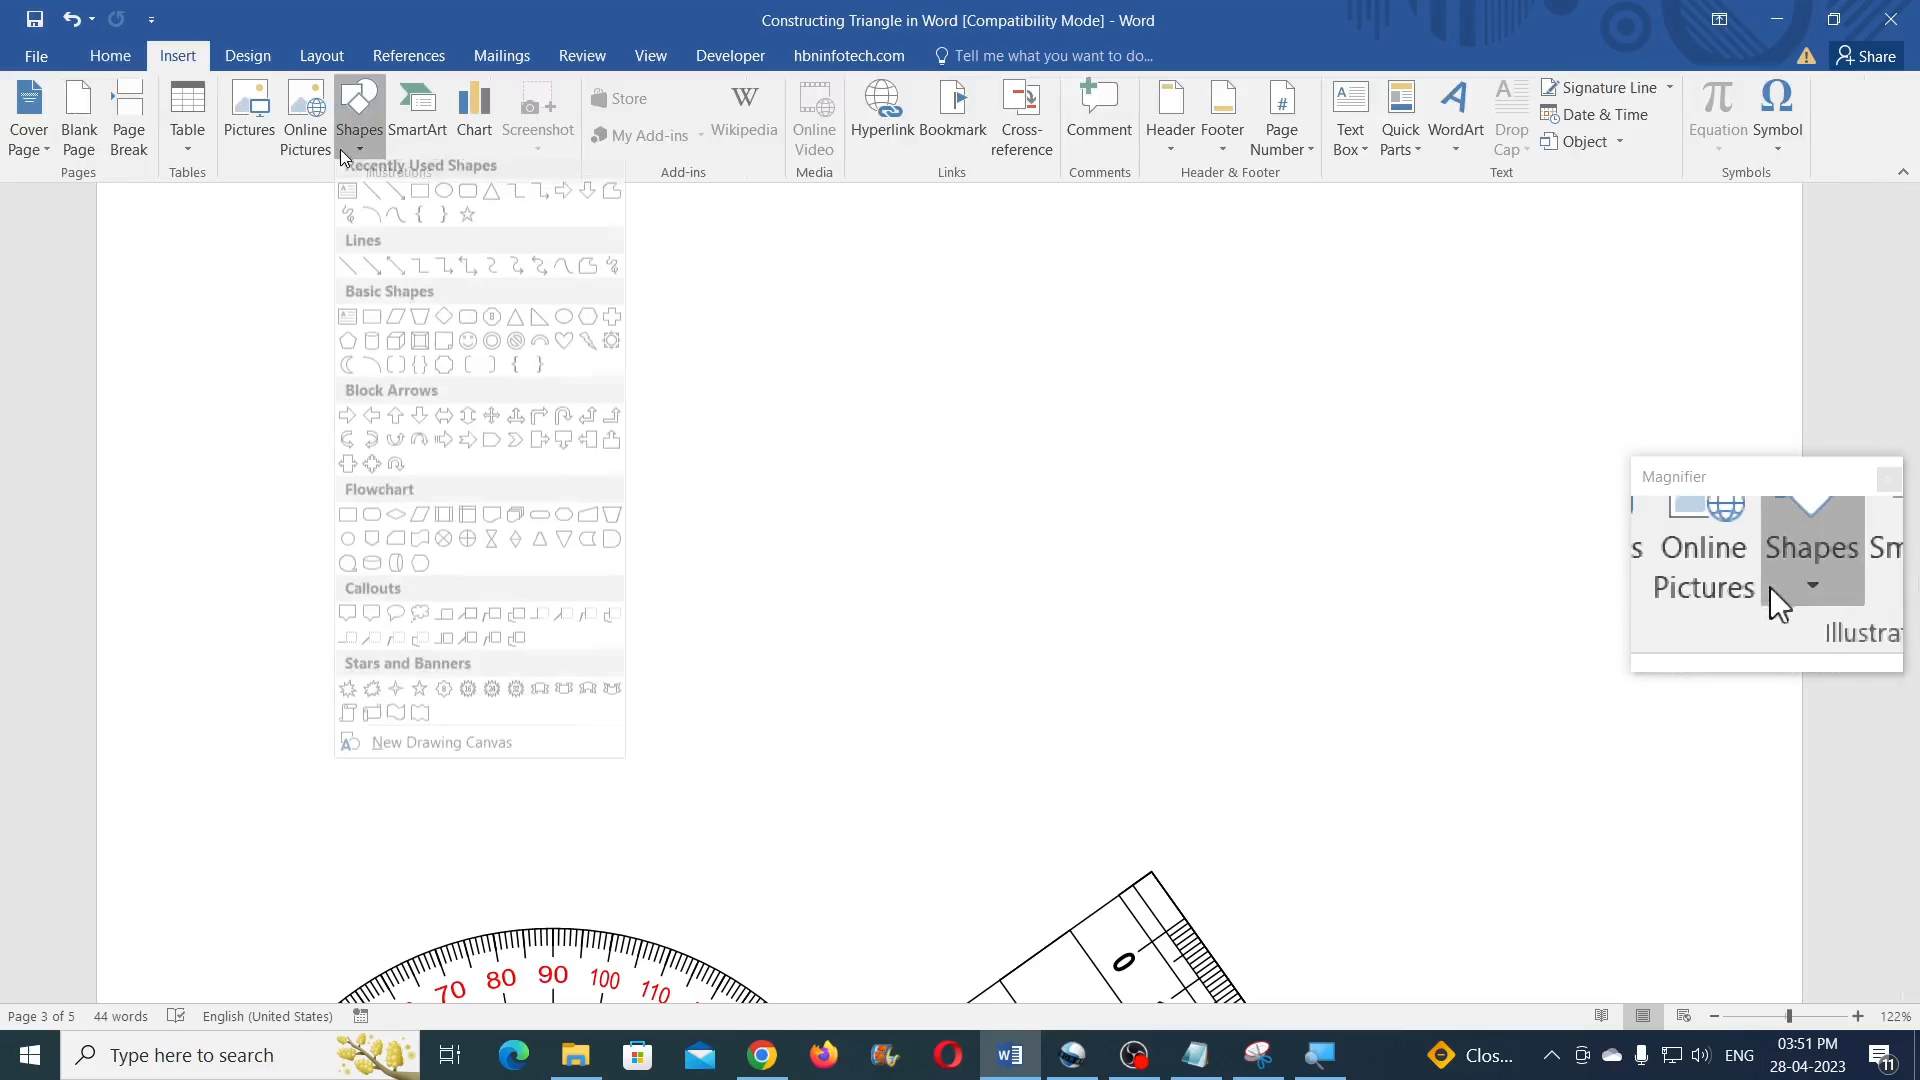 Constructing Triangle in Word [Compatibility Mode] - Word
File Home Insert Design Layout References Mailings Review View Developer hbninfotech.com Tell me what you want to do... Share
Cover Page
Blank Page
Page Break
Pages
Table
Tables
Pictures
Online Pictures
Shapes
SmartArt
Chart
Screenshot
Illustrations
Store
My Add-ins
Wikipedia
Add-ins
Online Video
Media
Hyperlink
Bookmark
Cross-reference
Links
Comment
Comments
Header
Footer
Page Number
Header & Footer
Text Box
Quick Parts
WordArt
Drop Cap
Signature Line
Date & Time
Object
Text
Equation
Symbol
Symbols
Recently Used Shapes
Lines
Basic Shapes
Block Arrows
Flowchart
Callouts
Stars and Banners
New Drawing Canvas
Magnifier
s Online Pictures
Shapes
Sm
Illustra
70 80 90 100 110
0
Page 3 of 5 44 words English (United States) 122%
Type here to search
Clos... ENG
03:51 PM
28-04-2023
11